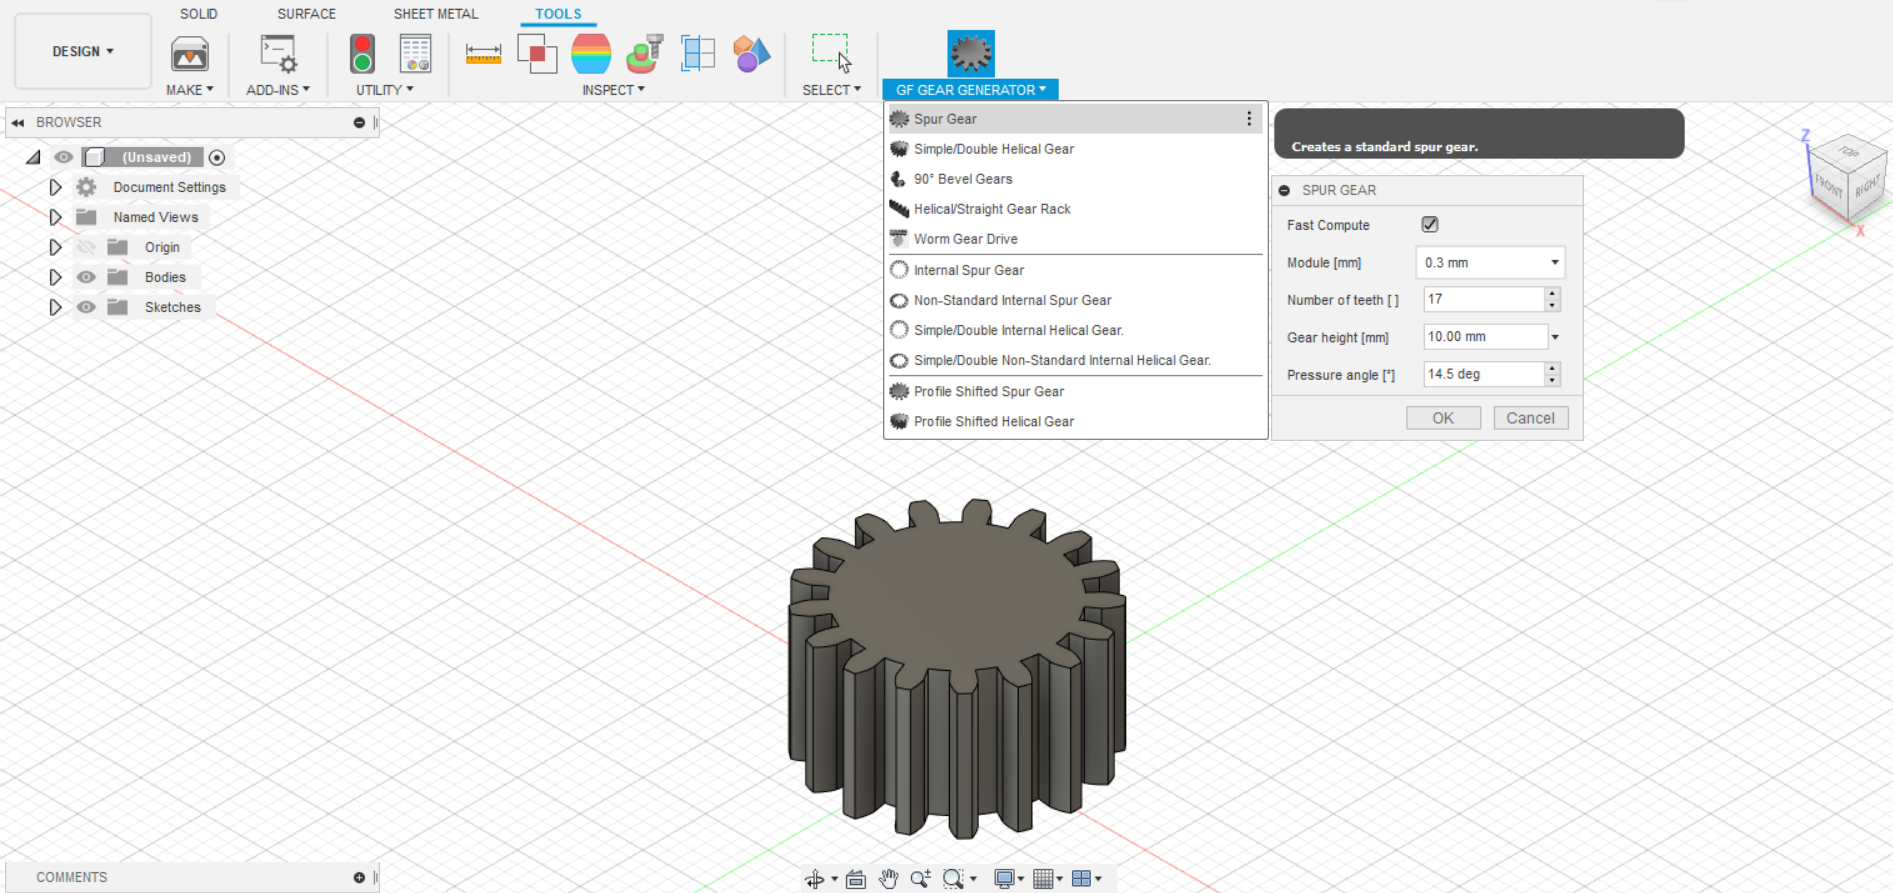 SOLID SURFACE SHEET METAL TOOLS
DESIGN ▾
MAKE ▾ ADD-INS ▾ UTILITY ▾ INSPECT ▾ SELECT ▾ GF GEAR GENERATOR ▾
BROWSER
(Unsaved)
Document Settings
Named Views
Origin
Bodies
Sketches
Spur Gear
Simple/Double Helical Gear
90° Bevel Gears
Helical/Straight Gear Rack
Worm Gear Drive
Internal Spur Gear
Non-Standard Internal Spur Gear
Simple/Double Internal Helical Gear.
Simple/Double Non-Standard Internal Helical Gear.
Profile Shifted Spur Gear
Profile Shifted Helical Gear
Creates a standard spur gear.
SPUR GEAR
Fast Compute
Module [mm] 0.3 mm
Number of teeth [ ] 17
Gear height [mm] 10.00 mm
Pressure angle [°] 14.5 deg
OK Cancel
Z
TOP
FRONT RIGHT
X
COMMENTS